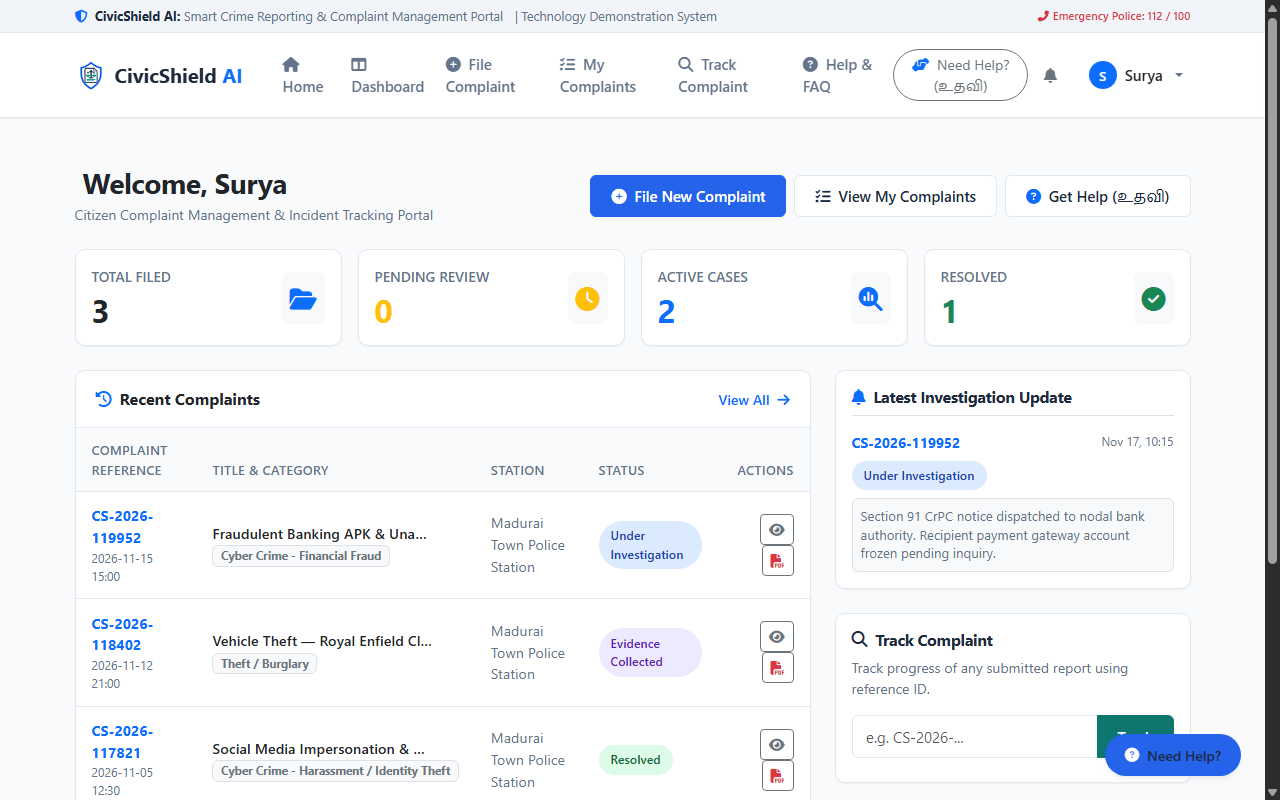 CivicShield AI: Smart Crime Reporting & Complaint Management Portal | Technology Demonstration System
Emergency Police: 112 / 100
CivicShield AI
Home
Dashboard
File Complaint
My Complaints
Track Complaint
Help & FAQ
Need Help? (உதவி)
S
Surya
Welcome, Surya
Citizen Complaint Management & Incident Tracking Portal
File New Complaint
View My Complaints
Get Help (உதவி)
TOTAL FILED
3
PENDING REVIEW
0
ACTIVE CASES
2
RESOLVED
1
Recent Complaints
View All
COMPLAINT REFERENCE
TITLE & CATEGORY
STATION
STATUS
ACTIONS
CS-2026-
119952
2026-11-15
15:00
Fraudulent Banking APK & Una...
Cyber Crime - Financial Fraud
Madurai
Town Police
Station
Under
Investigation
PDF
CS-2026-
118402
2026-11-12
21:00
Vehicle Theft — Royal Enfield Cl...
Theft / Burglary
Madurai
Town Police
Station
Evidence
Collected
PDF
CS-2026-
117821
2026-11-05
12:30
Social Media Impersonation & ...
Cyber Crime - Harassment / Identity Theft
Madurai
Town Police
Station
Resolved
PDF
Latest Investigation Update
CS-2026-119952
Nov 17, 10:15
Under Investigation
Section 91 CrPC notice dispatched to nodal bank
authority. Recipient payment gateway account
frozen pending inquiry.
Track Complaint
Track progress of any submitted report using
reference ID.
e.g. CS-2026-...
Need Help?